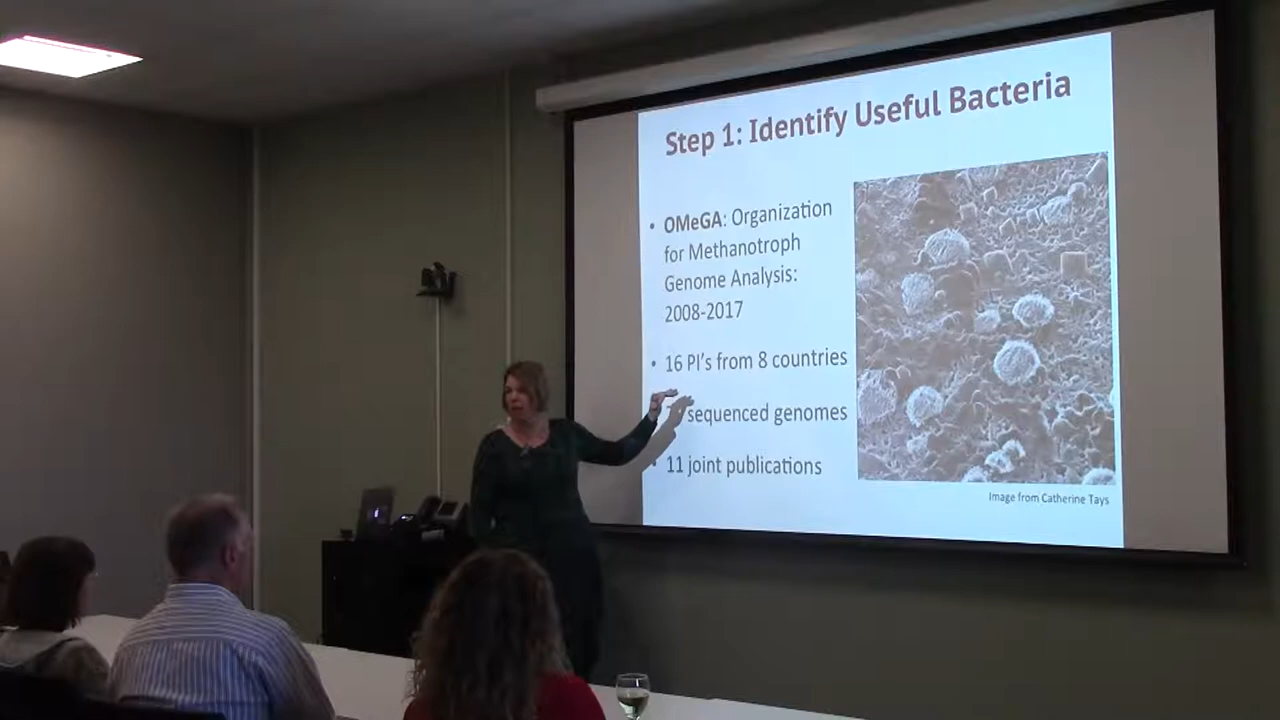 Step 1: Identify Useful Bacteria
• OMeGA: Organization
for Methanotroph
Genome Analysis:
2008-2017
• 16 PI's from 8 countries
sequenced genomes
• 11 joint publications
Image from Catherine Tays